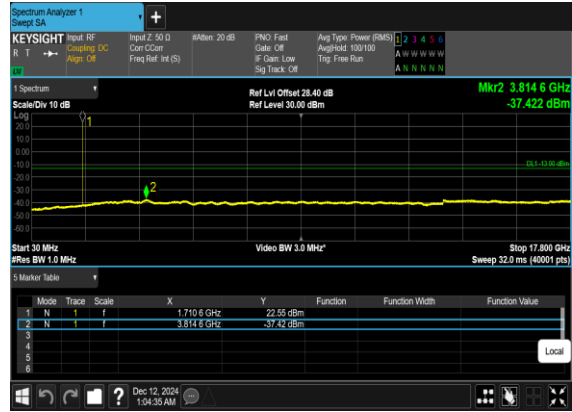 Spectrum Analyzer 1
Swept SA
+
KEYSIGHT Input: RF Input Z: 50 Ω #Atten: 20 dB PNO: Fast Avg Type: Power (RMS) 1 2 3 4 5 6
R T Coupling: DC Corr CCorr Gate: Off Avg|Hold: 100/100 A W W W W W
Align: Off Freq Ref: Int (S) IF Gain: Low Trig: Free Run
Sig Track: Off A N N N N N
1 Spectrum Ref Lvl Offset 28.40 dB Mkr2 3.814 6 GHz
Scale/Div 10 dB Ref Level 30.00 dBm -37.422 dBm
Log
1
20.0
10.0
0.00
-10.0 DL1 -13.00 dBm
-20.0
-30.0 2
-40.0
-50.0
-60.0
Start 30 MHz Video BW 3.0 MHz* Stop 17.800 GHz
#Res BW 1.0 MHz Sweep 32.0 ms (40001 pts)
5 Marker Table
Mode Trace Scale X Y Function Function Width Function Value
1 N 1 f 1.710 6 GHz 22.55 dBm
2 N 1 f 3.814 6 GHz -37.42 dBm
3
4
5
6
Local
? Dec 12, 2024
1:04:35 AM